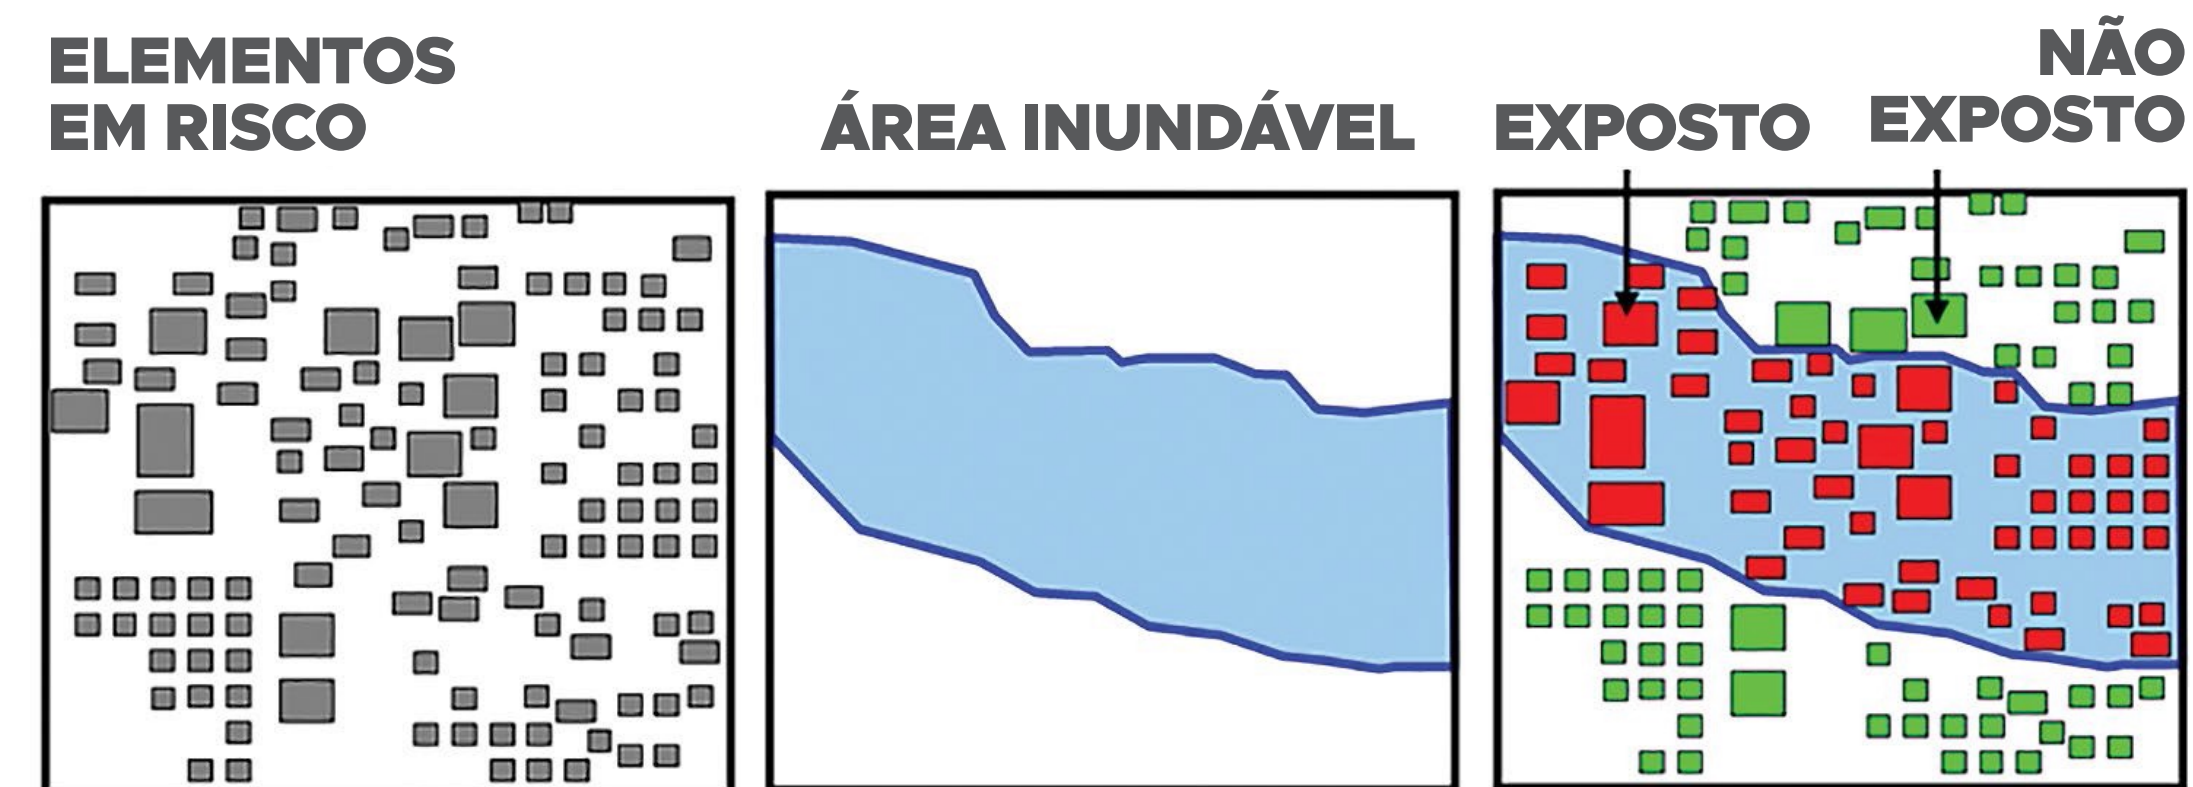 ELEMENTOS
EM RISCO
ÁREA INUNDÁVEL
EXPOSTO
NÃO
EXPOSTO